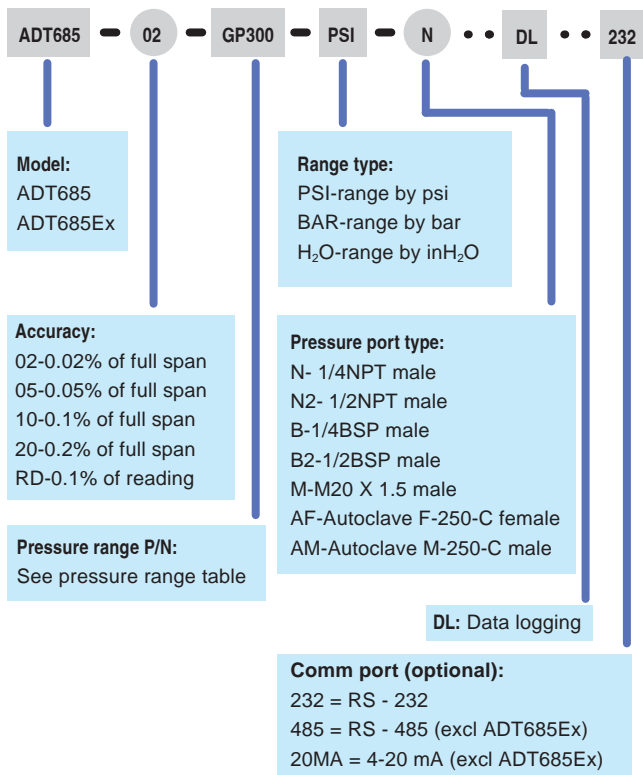 ADT685 - 02 - GP300 - PSI - N ·· DL ·· 232
Model:
ADT685
ADT685Ex
Range type:
PSI-range by psi
BAR-range by bar
H₂O-range by inH₂O
Accuracy:
02-0.02% of full span
05-0.05% of full span
10-0.1% of full span
20-0.2% of full span
RD-0.1% of reading
Pressure port type:
N- 1/4NPT male
N2- 1/2NPT male
B-1/4BSP male
B2-1/2BSP male
M-M20 X 1.5 male
AF-Autoclave F-250-C female
AM-Autoclave M-250-C male
Pressure range P/N:
See pressure range table
DL: Data logging
Comm port (optional):
232 = RS - 232
485 = RS - 485 (excl ADT685Ex)
20MA = 4-20 mA (excl ADT685Ex)